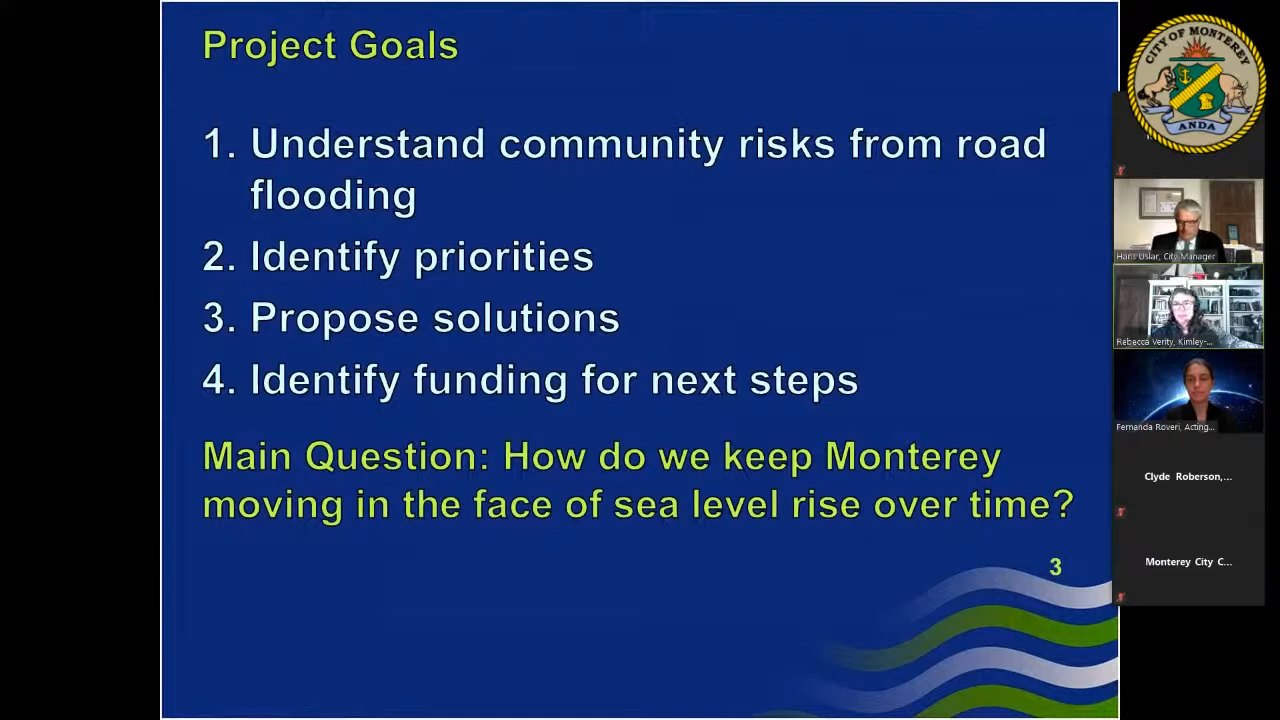 Project Goals
1. Understand community risks from road
flooding
2. Identify priorities
3. Propose solutions
4. Identify funding for next steps
Main Question: How do we keep Monterey
moving in the face of sea level rise over time?
3
CITY OF MONTEREY
ANDA
Hans Uslar, City Manager
Rebecca Verity, Kimley-...
Fernanda Roveri, Acting...
Clyde Roberson,...
Monterey City C...